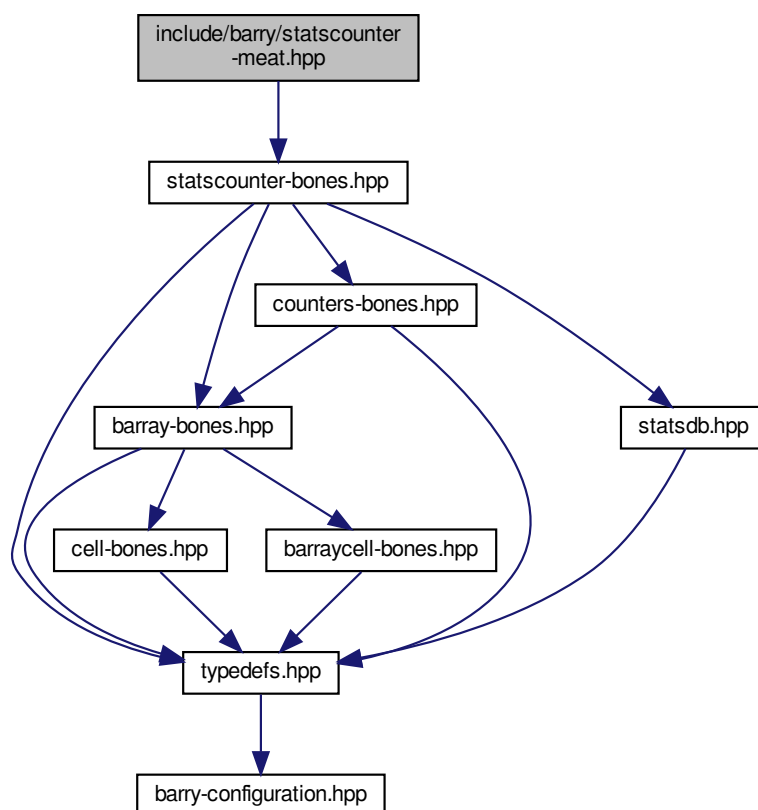 include/barry/statscounter
-meat.hpp
statscounter-bones.hpp
counters-bones.hpp
barray-bones.hpp
statsdb.hpp
cell-bones.hpp
barraycell-bones.hpp
typedefs.hpp
barry-configuration.hpp